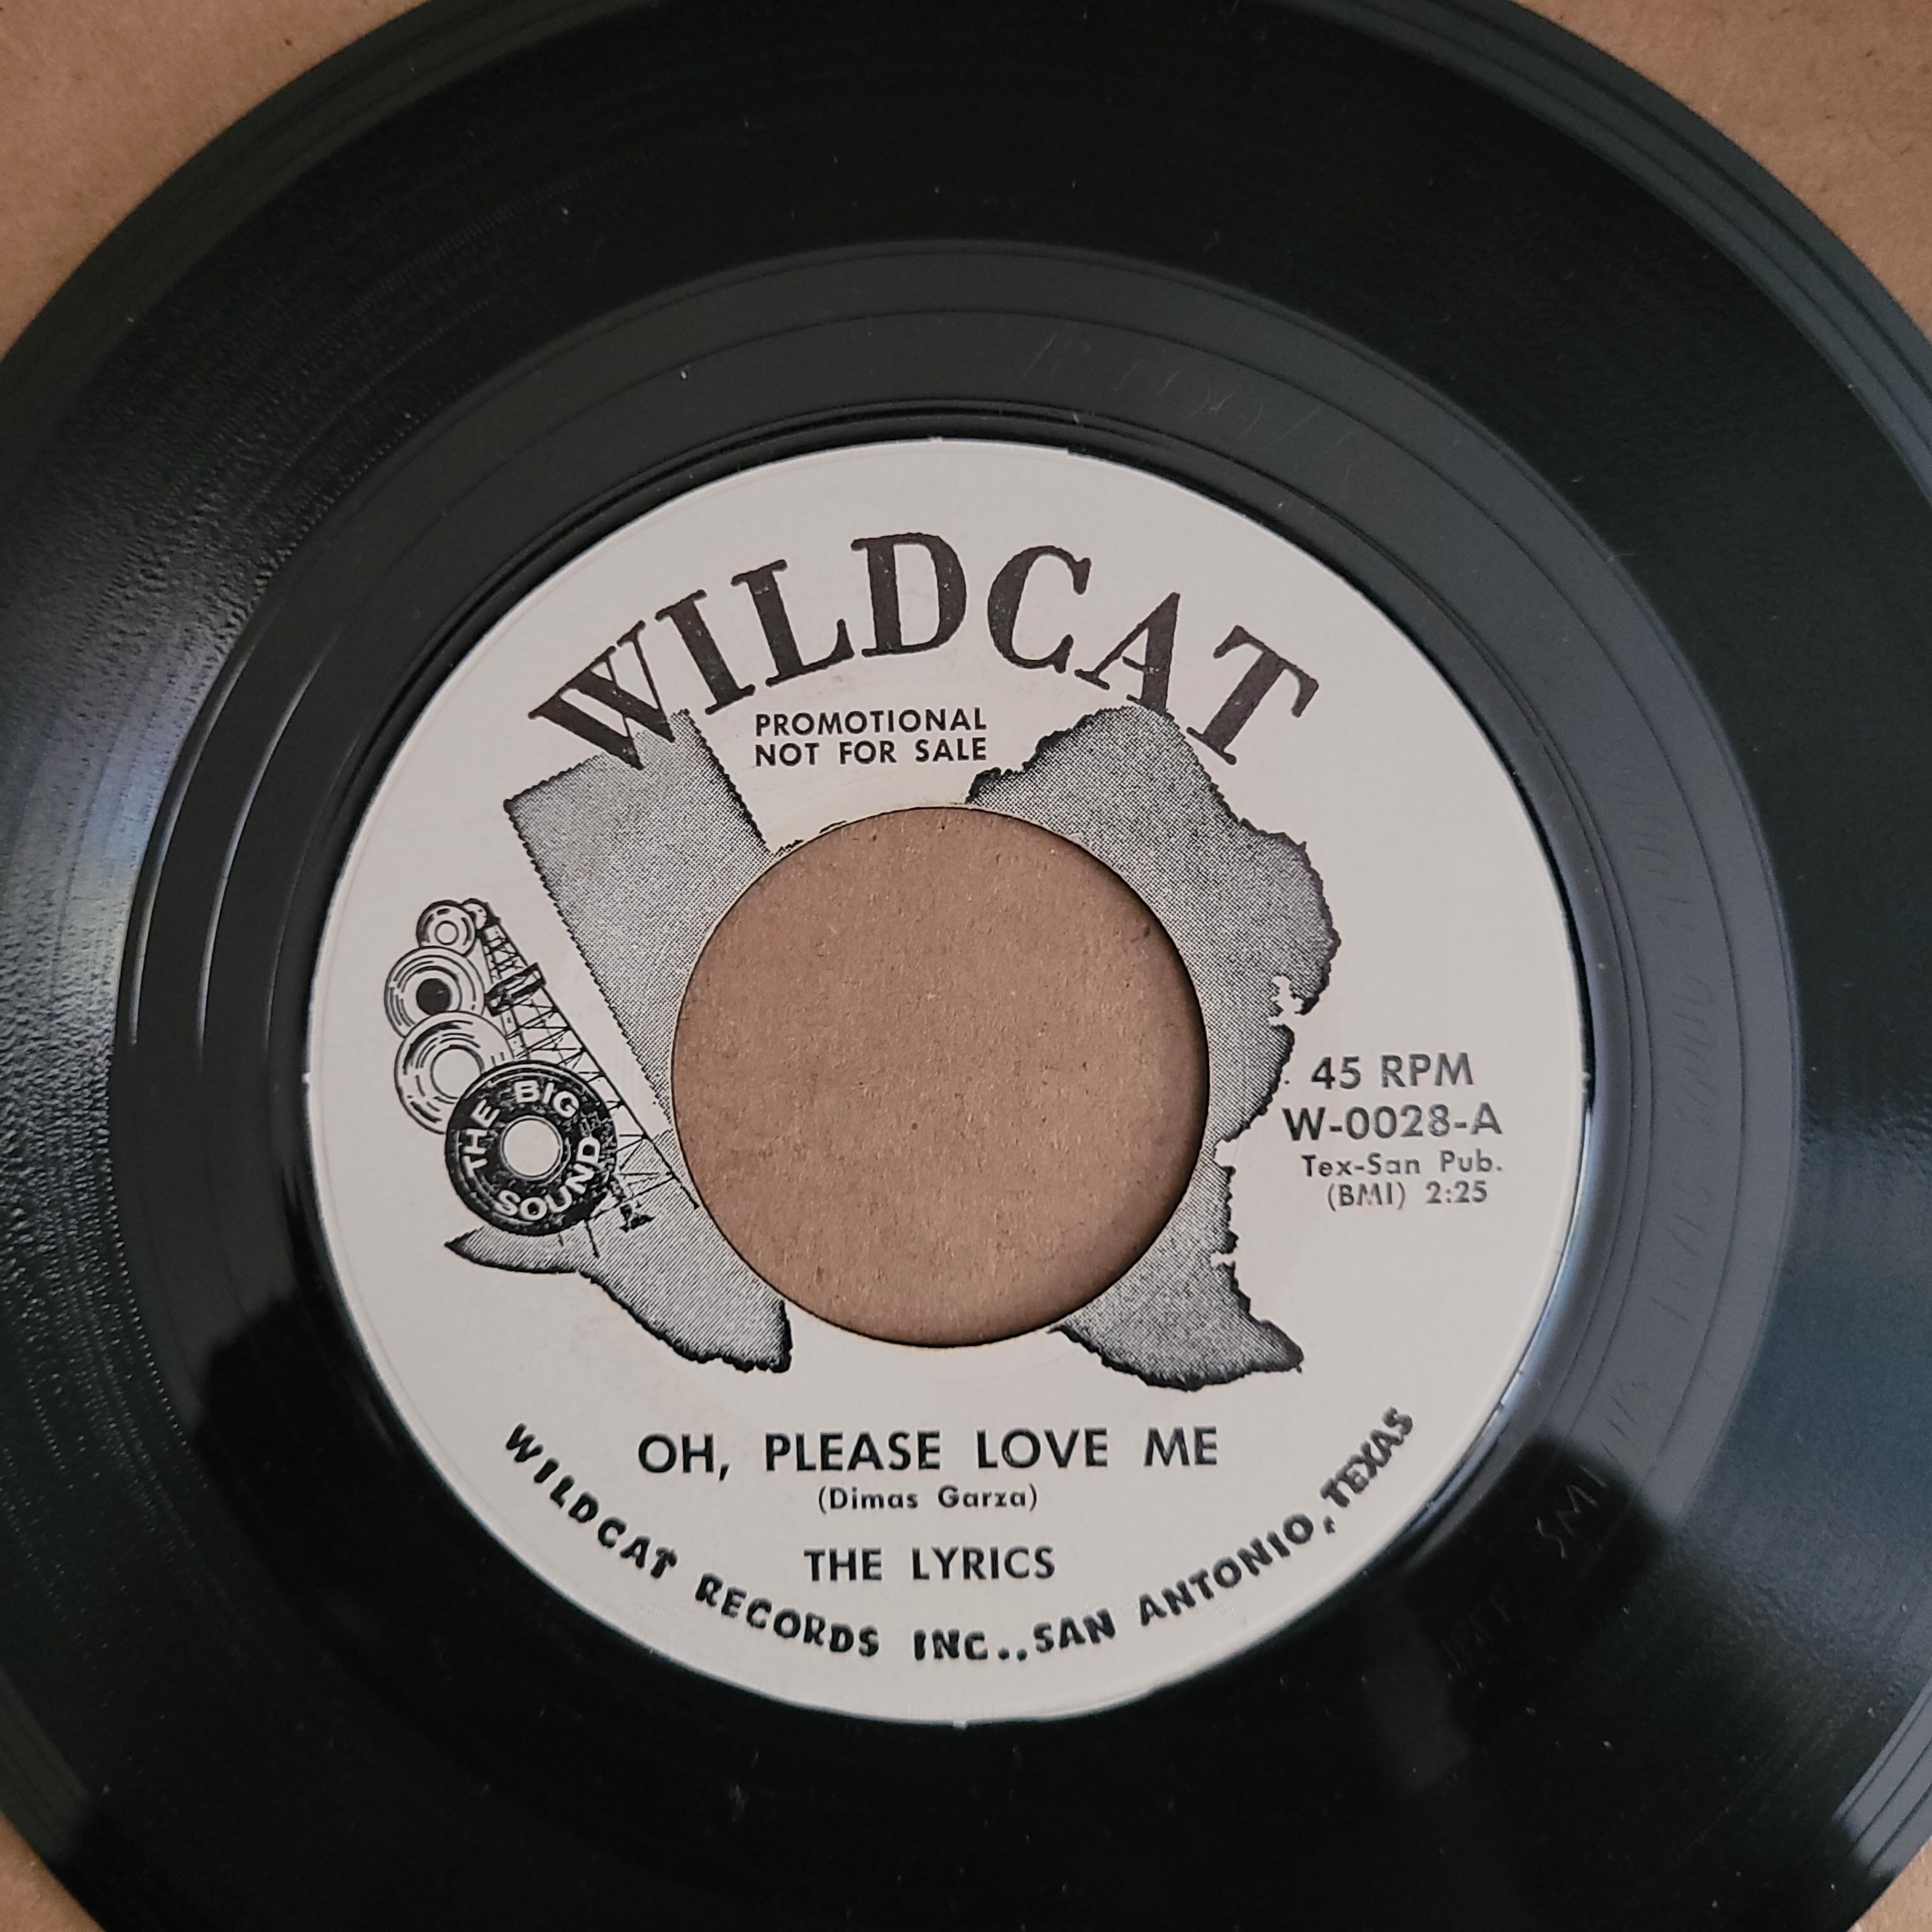 WILDCAT
PROMOTIONAL
NOT FOR SALE
THE BIG
SOUND
45 RPM
W-0028-A
Tex-San Pub.
(BMI) 2:25
OH, PLEASE LOVE ME
(Dimas Garza)
THE LYRICS
WILDCAT RECORDS INC.., SAN ANTONIO, TEXAS